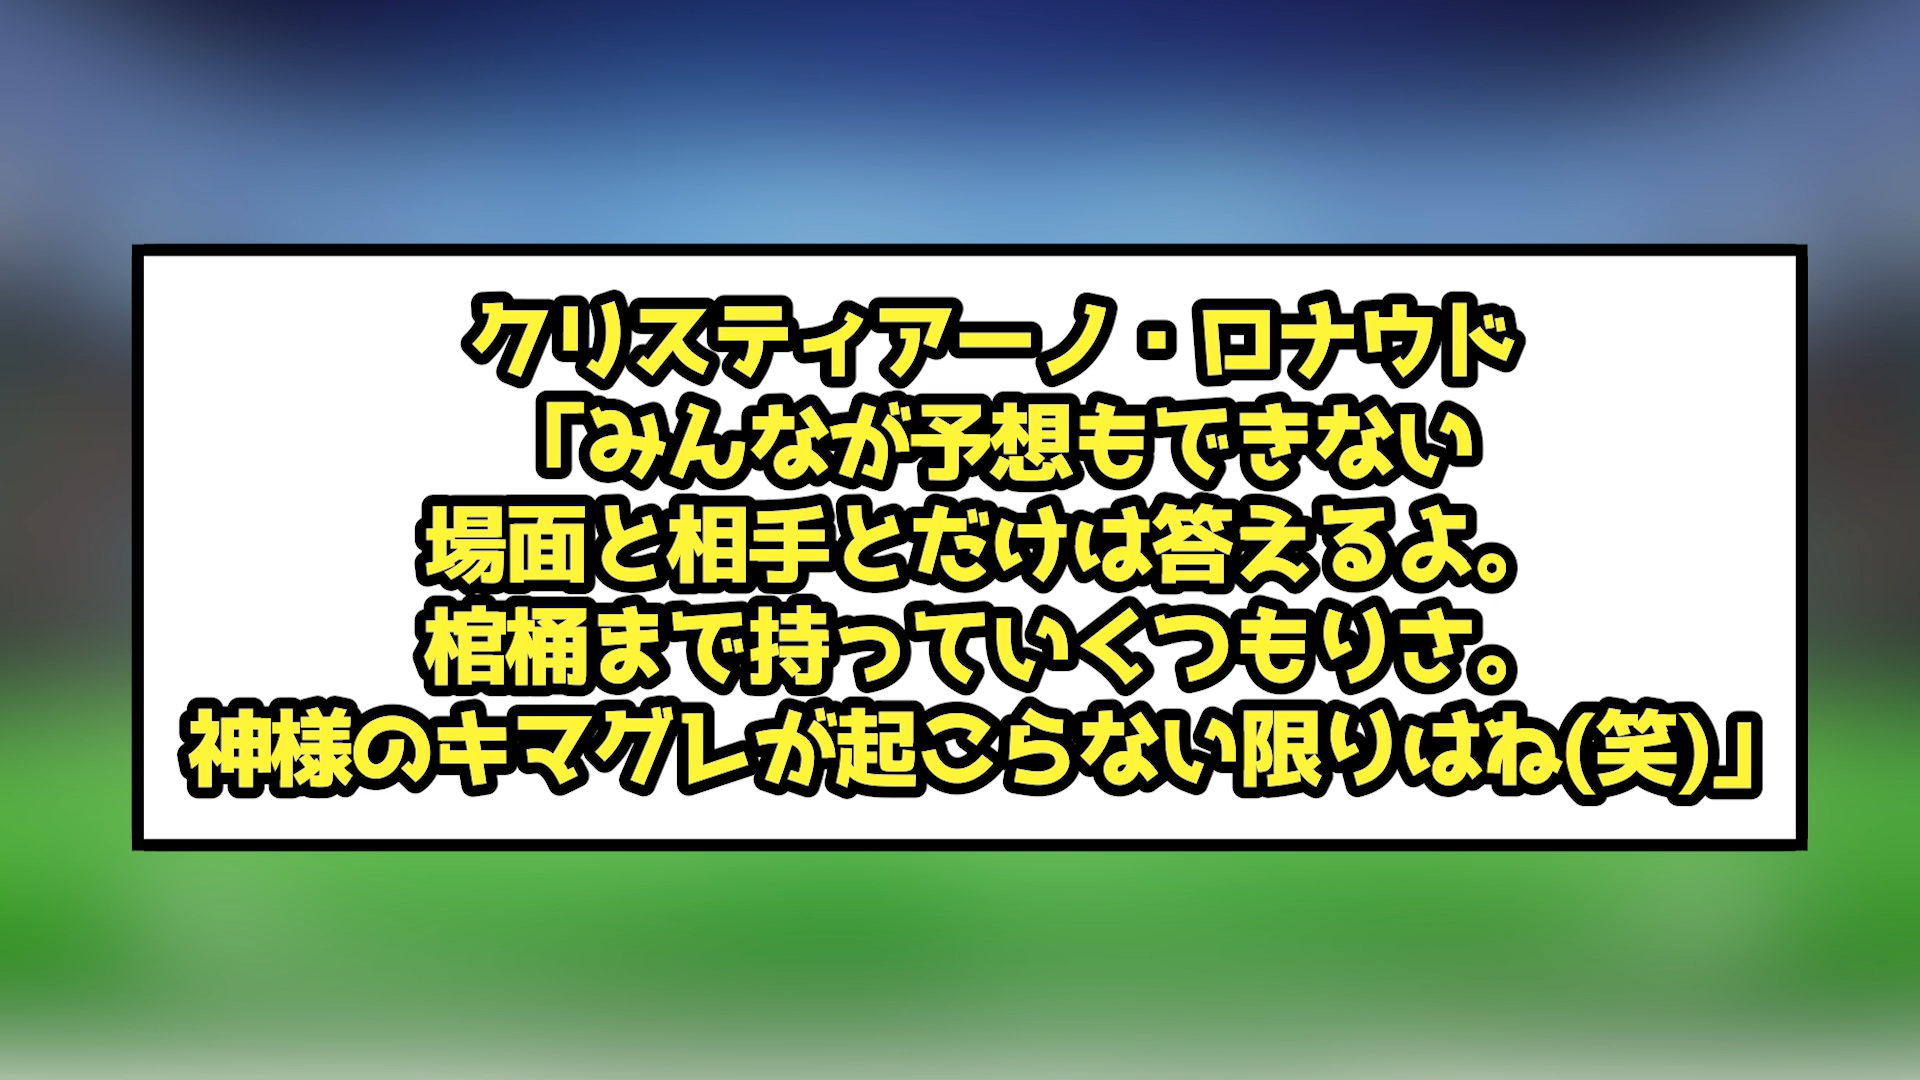 クリスティアーノ・ロナウド
「みんなが予想もできない
場面と相手とだけは答えるよ。
棺桶まで持っていくつもりさ。
神様のキマグレが起こらない限りはね(笑)」